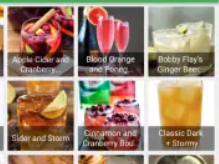 Apple Cider and
Cranberry...
Blood Orange
and Pomeg...
Bobby Flay's
Ginger Beer...
Sider and Storm
Cinnamon and
Cranberry Bou...
Classic Dark
+ Stormy